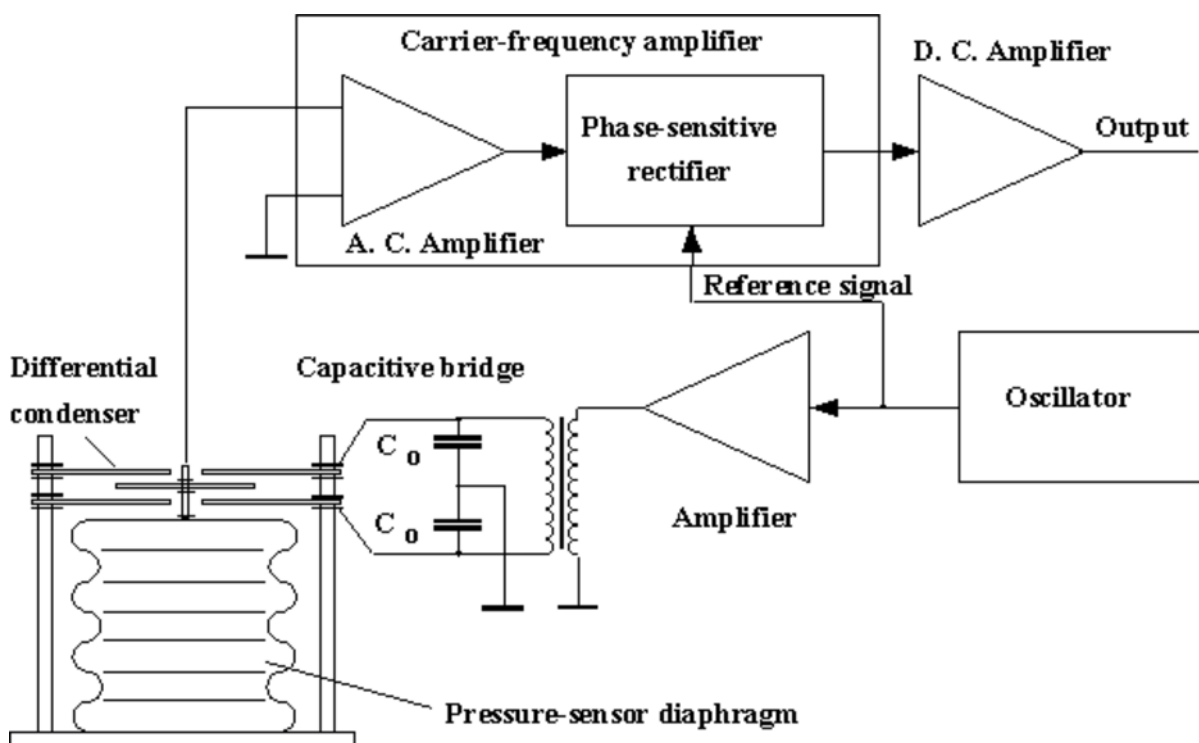 Carrier-frequency amplifier
D. C. Amplifier
Phase-sensitive
rectifier
Output
A. C. Amplifier
Reference signal
Differential
condenser
Capacitive bridge
Oscillator
C o
C o
Amplifier
Pressure-sensor diaphragm